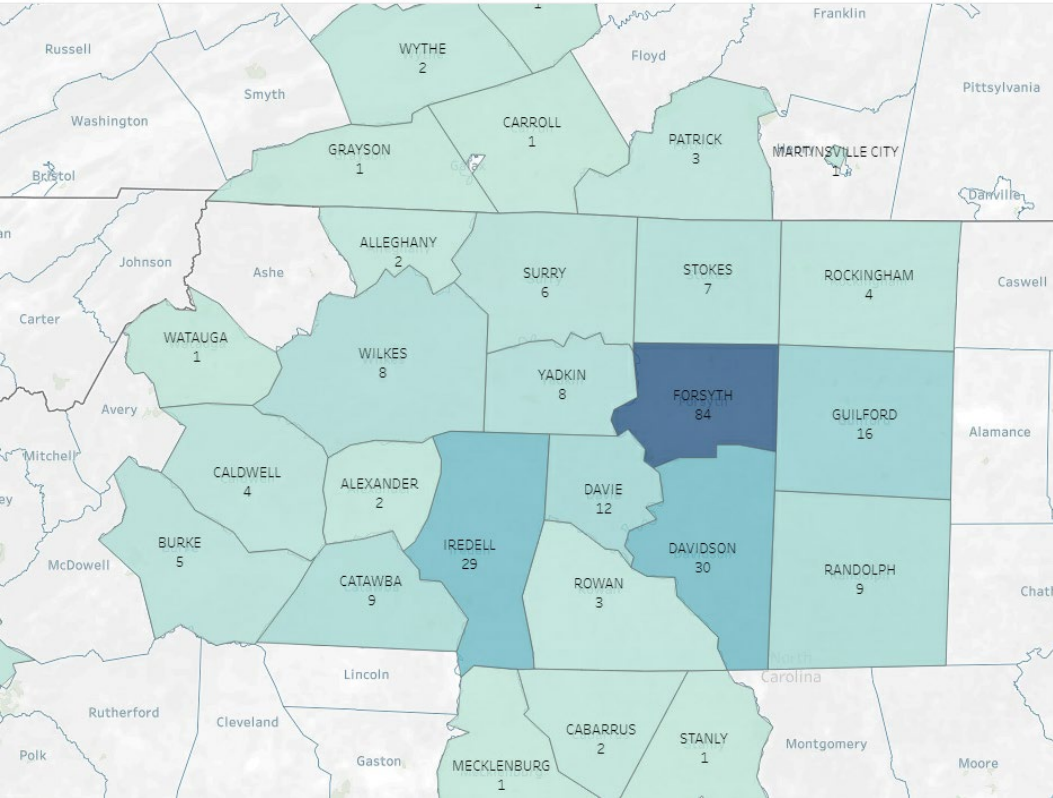 1
Franklin
Russell
WYTHE
2
Floyd
Smyth
Pittsylvania
Washington
CARROLL
1
PATRICK
3
GRAYSON
1
MARTINSVILLE CITY
1
Galax
Bristol
Danville
ALLEGHANY
2
Johnson
Ashe
SURRY
6
STOKES
7
ROCKINGHAM
4
Caswell
Carter
WATAUGA
1
WILKES
8
YADKIN
8
FORSYTH
84
GUILFORD
16
Avery
Alamance
Mitchell
CALDWELL
4
ALEXANDER
2
DAVIE
12
BURKE
5
IREDELL
29
DAVIDSON
30
McDowell
CATAWBA
9
ROWAN
3
RANDOLPH
9
Chath
North
Carolina
Lincoln
Rutherford
Cleveland
CABARRUS
2
STANLY
1
Montgomery
Polk
Gaston
MECKLENBURG
1
Moore